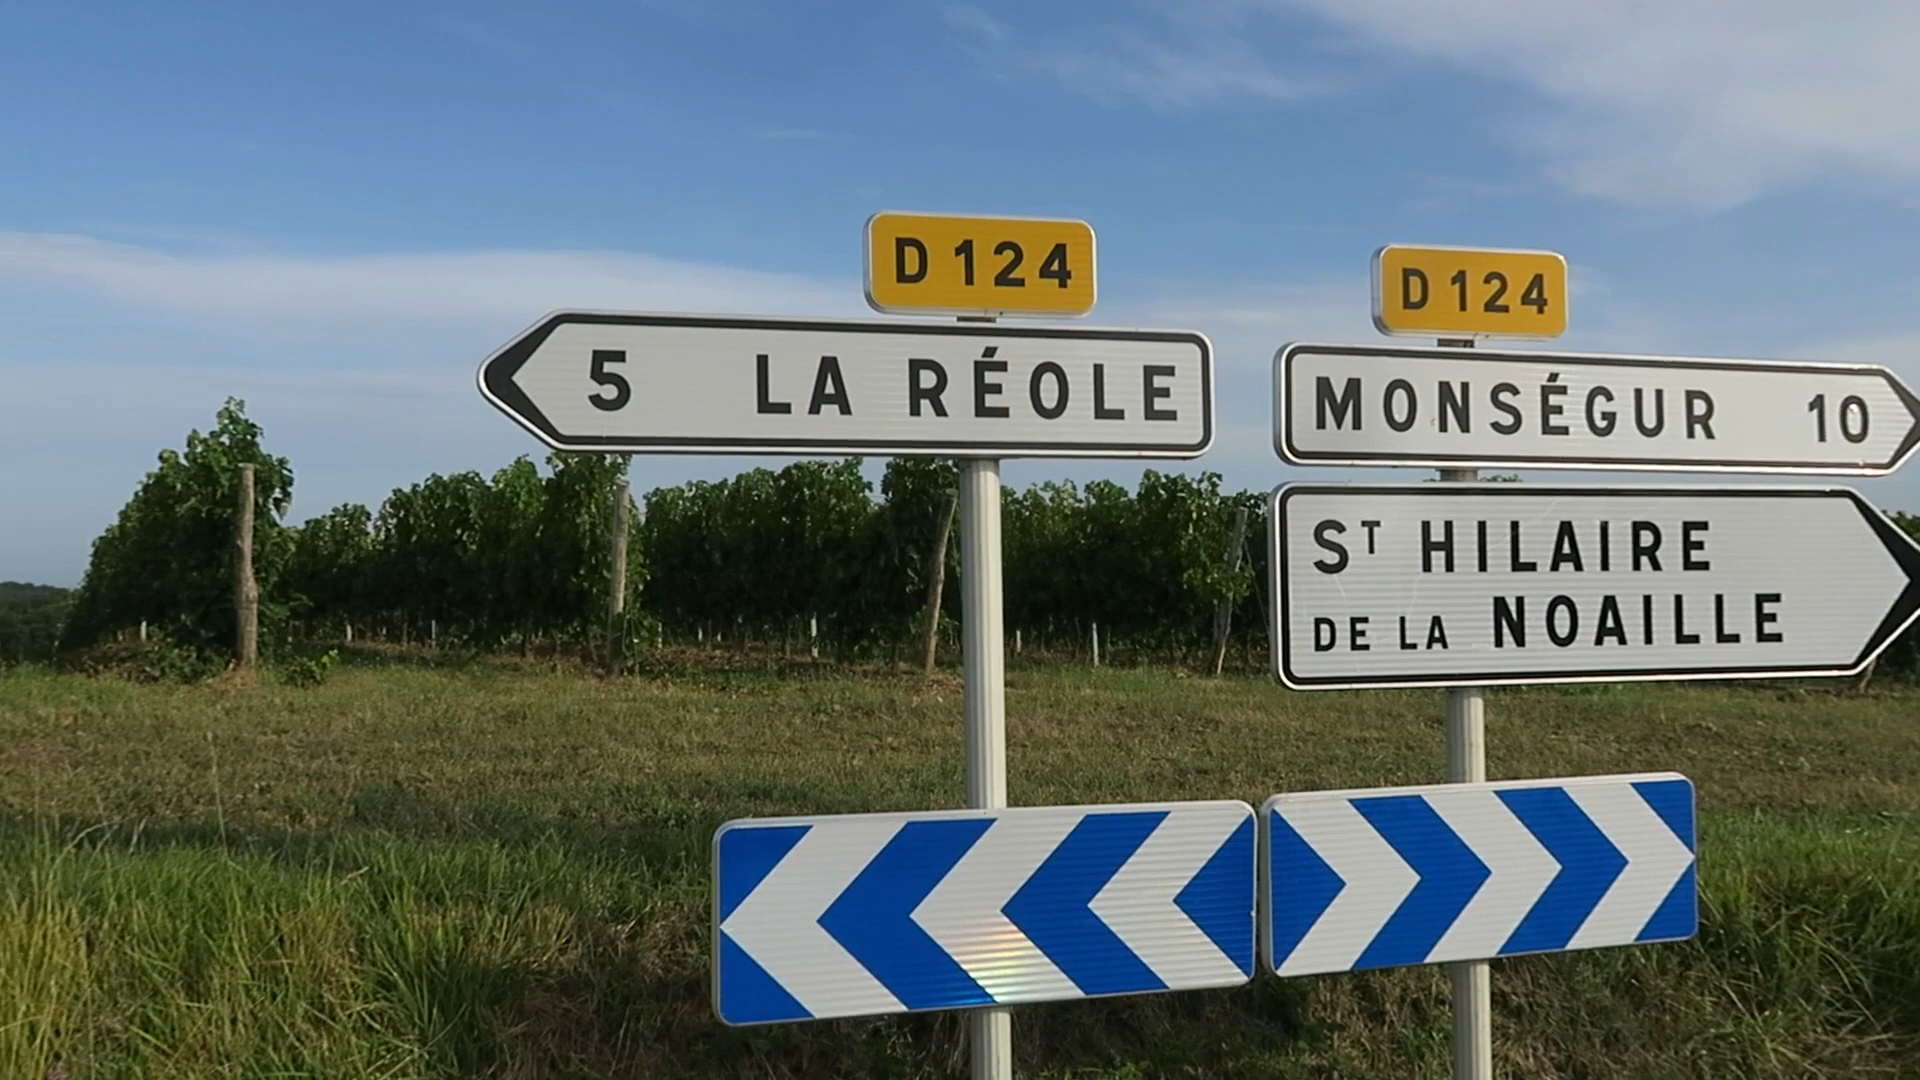 D 124
5 LA RÉOLE
D 124
MONSÉGUR 10
ST HILAIRE
DE LA NOAILLE